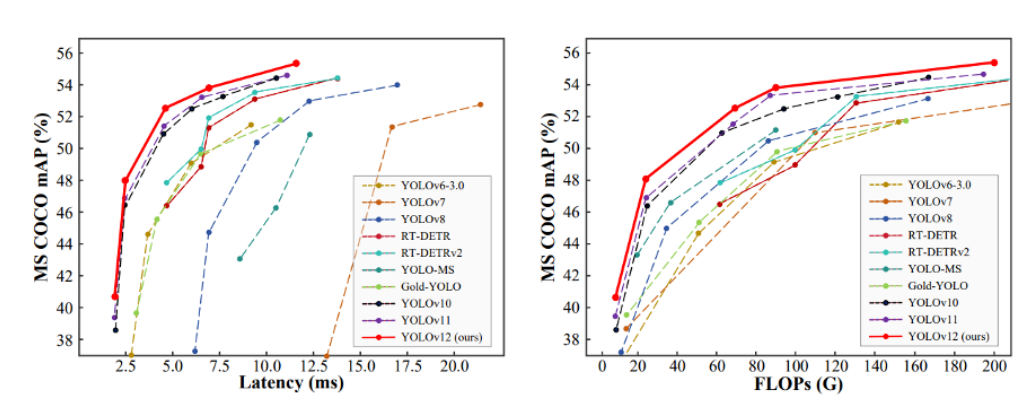 MS COCO mAP (%)
56
54
52
50
48
46
44
42
40
38
2.5 5.0 7.5 10.0 12.5 15.0 17.5 20.0 22.5
Latency (ms)
YOLOv6-3.0
YOLOv7
YOLOv8
RT-DETR
RT-DETRv2
YOLO-MS
Gold-YOLO
YOLOv10
YOLOv11
YOLOv12 (ours)
MS COCO mAP (%)
56
54
52
50
48
46
44
42
40
38
0 20 40 60 80 100 120 140 160 180 200
FLOPs (G)
YOLOv6-3.0
YOLOv7
YOLOv8
RT-DETR
RT-DETRv2
YOLO-MS
Gold-YOLO
YOLOv10
YOLOv11
YOLOv12 (ours)